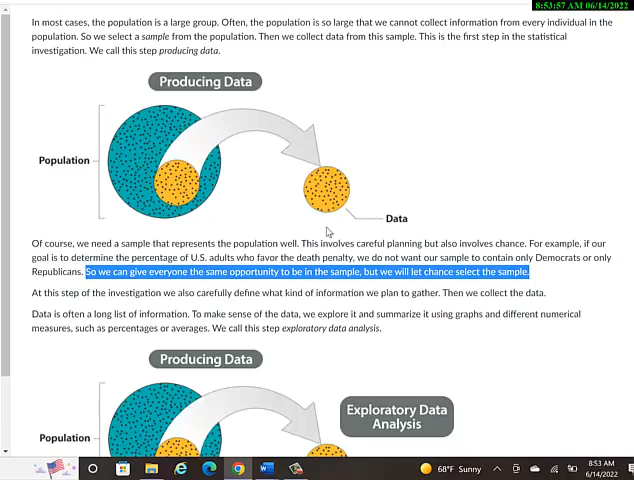 8:53:57 AM 06/14/2022
In most cases, the population is a large group. Often, the population is so large that we cannot collect information from every individual in the
population. So we select a sample from the population. Then we collect data from this sample. This is the first step in the statistical
investigation. We call this step producing data.
Producing Data
Population
Data
Of course, we need a sample that represents the population well. This involves careful planning but also involves chance. For example, if our
goal is to determine the percentage of U.S. adults who favor the death penalty, we do not want our sample to contain only Democrats or only
Republicans. So we can give everyone the same opportunity to be in the sample, but we will let chance select the sample.
At this step of the investigation we also carefully define what kind of information we plan to gather. Then we collect the data.
Data is often a long list of information. To make sense of the data, we explore it and summarize it using graphs and different numerical
measures, such as percentages or averages. We call this step exploratory data analysis.
Producing Data
Exploratory Data
Analysis
Population
68°F Sunny
8:53 AM
6/14/2022